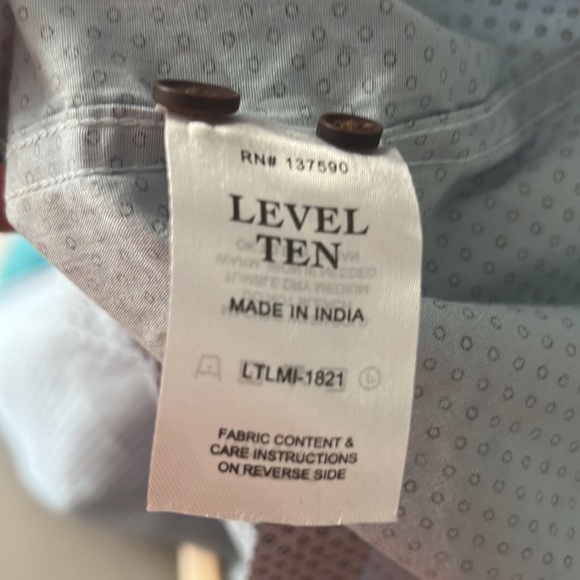 RN# 137590
LEVEL
TEN
MADE IN INDIA
LTLMI-1821
FABRIC CONTENT &
CARE INSTRUCTIONS
ON REVERSE SIDE